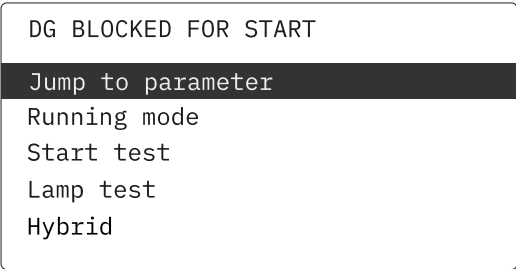 DG BLOCKED FOR START
Jump to parameter
Running mode
Start test
Lamp test
Hybrid